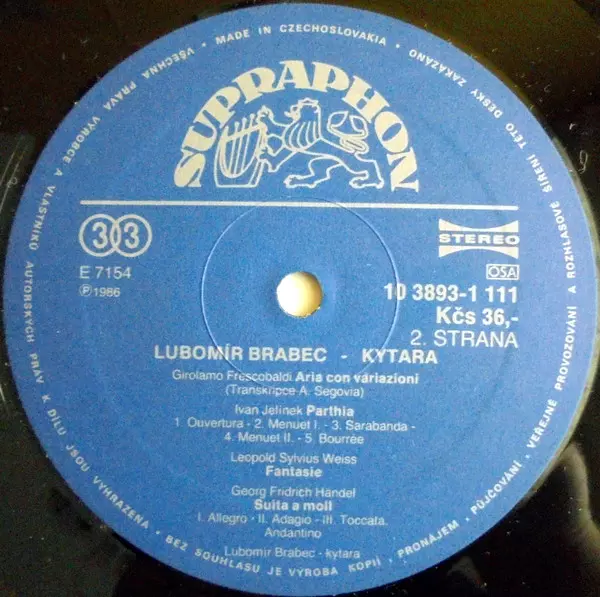 SUPRAPHON
33
E 7154
Ⓟ 1986
STEREO
OSA
10 3893-1 111
Kčs 36,-
2. STRANA
LUBOMÍR BRABEC - KYTARA
Girolamo Frescobaldi Aria con variazioni
(Transkripce A. Segovia)
Ivan Jelínek Parthia
1. Ouvertura - 2. Menuet I. - 3. Sarabanda -
4. Menuet II. - 5. Bourrée
Leopold Sylvius Weiss
Fantasie
Georg Fridrich Händel
Suita a moll
I. Allegro - II. Adagio - III. Toccata.
Andantino
Lubomír Brabec - kytara
VŠECHNA PRÁVA VÝROBCE A VLASTNÍKŮ AUTORSKÝCH PRÁV K DÍLU JSOU VYHRAŽENA • BEZ SOUHLASU JE VÝROBA KOPIÍ, PRONÁJEM, PŮJČOVÁNÍ, VEŘEJNÉ PROVOZOVÁNÍ A ROZHLASOVÉ ŠÍŘENÍ TÉTO DESKY ZAKÁZÁNO • MADE IN CZECHOSLOVAKIA •